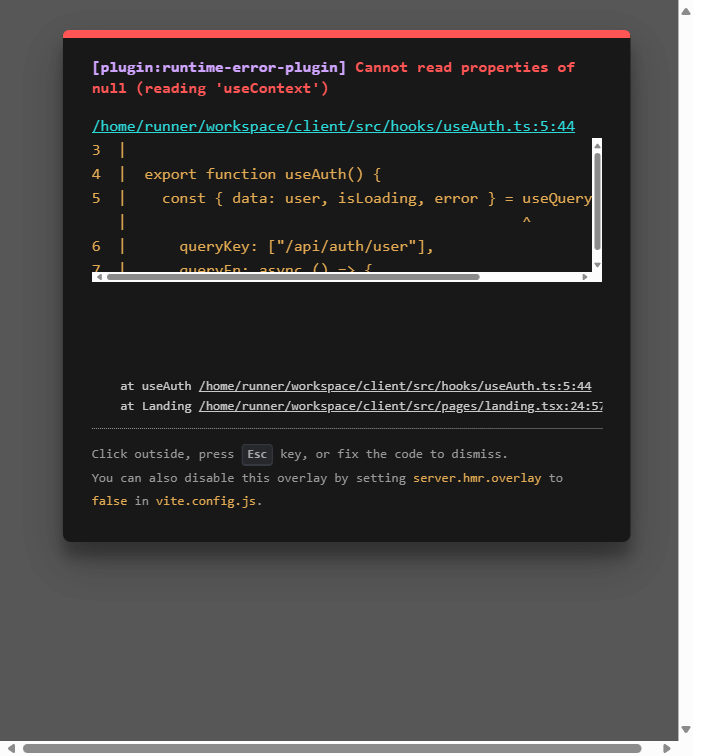 [plugin:runtime-error-plugin] Cannot read properties of
null (reading 'useContext')
/home/runner/workspace/client/src/hooks/useAuth.ts:5:44
3  |
4  |  export function useAuth() {
5  |    const { data: user, isLoading, error } = useQuery
   |                                             ^
6  |      queryKey: ["/api/auth/user"],
7  |      queryFn: async () => {
at useAuth /home/runner/workspace/client/src/hooks/useAuth.ts:5:44
at Landing /home/runner/workspace/client/src/pages/landing.tsx:24:57
Click outside, press Esc key, or fix the code to dismiss.
You can also disable this overlay by setting server.hmr.overlay to
false in vite.config.js.